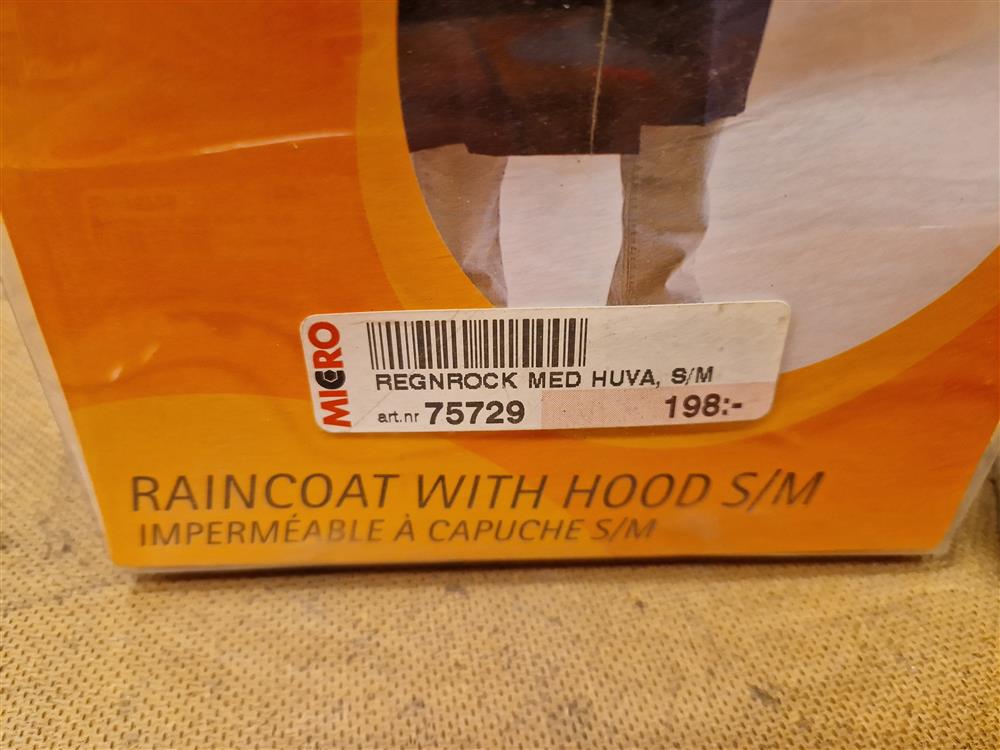 MICRO
REGNROCK MED HUVA, S/M
art.nr 75729 198:-
RAINCOAT WITH HOOD S/M
IMPERMÉABLE À CAPUCHE S/M